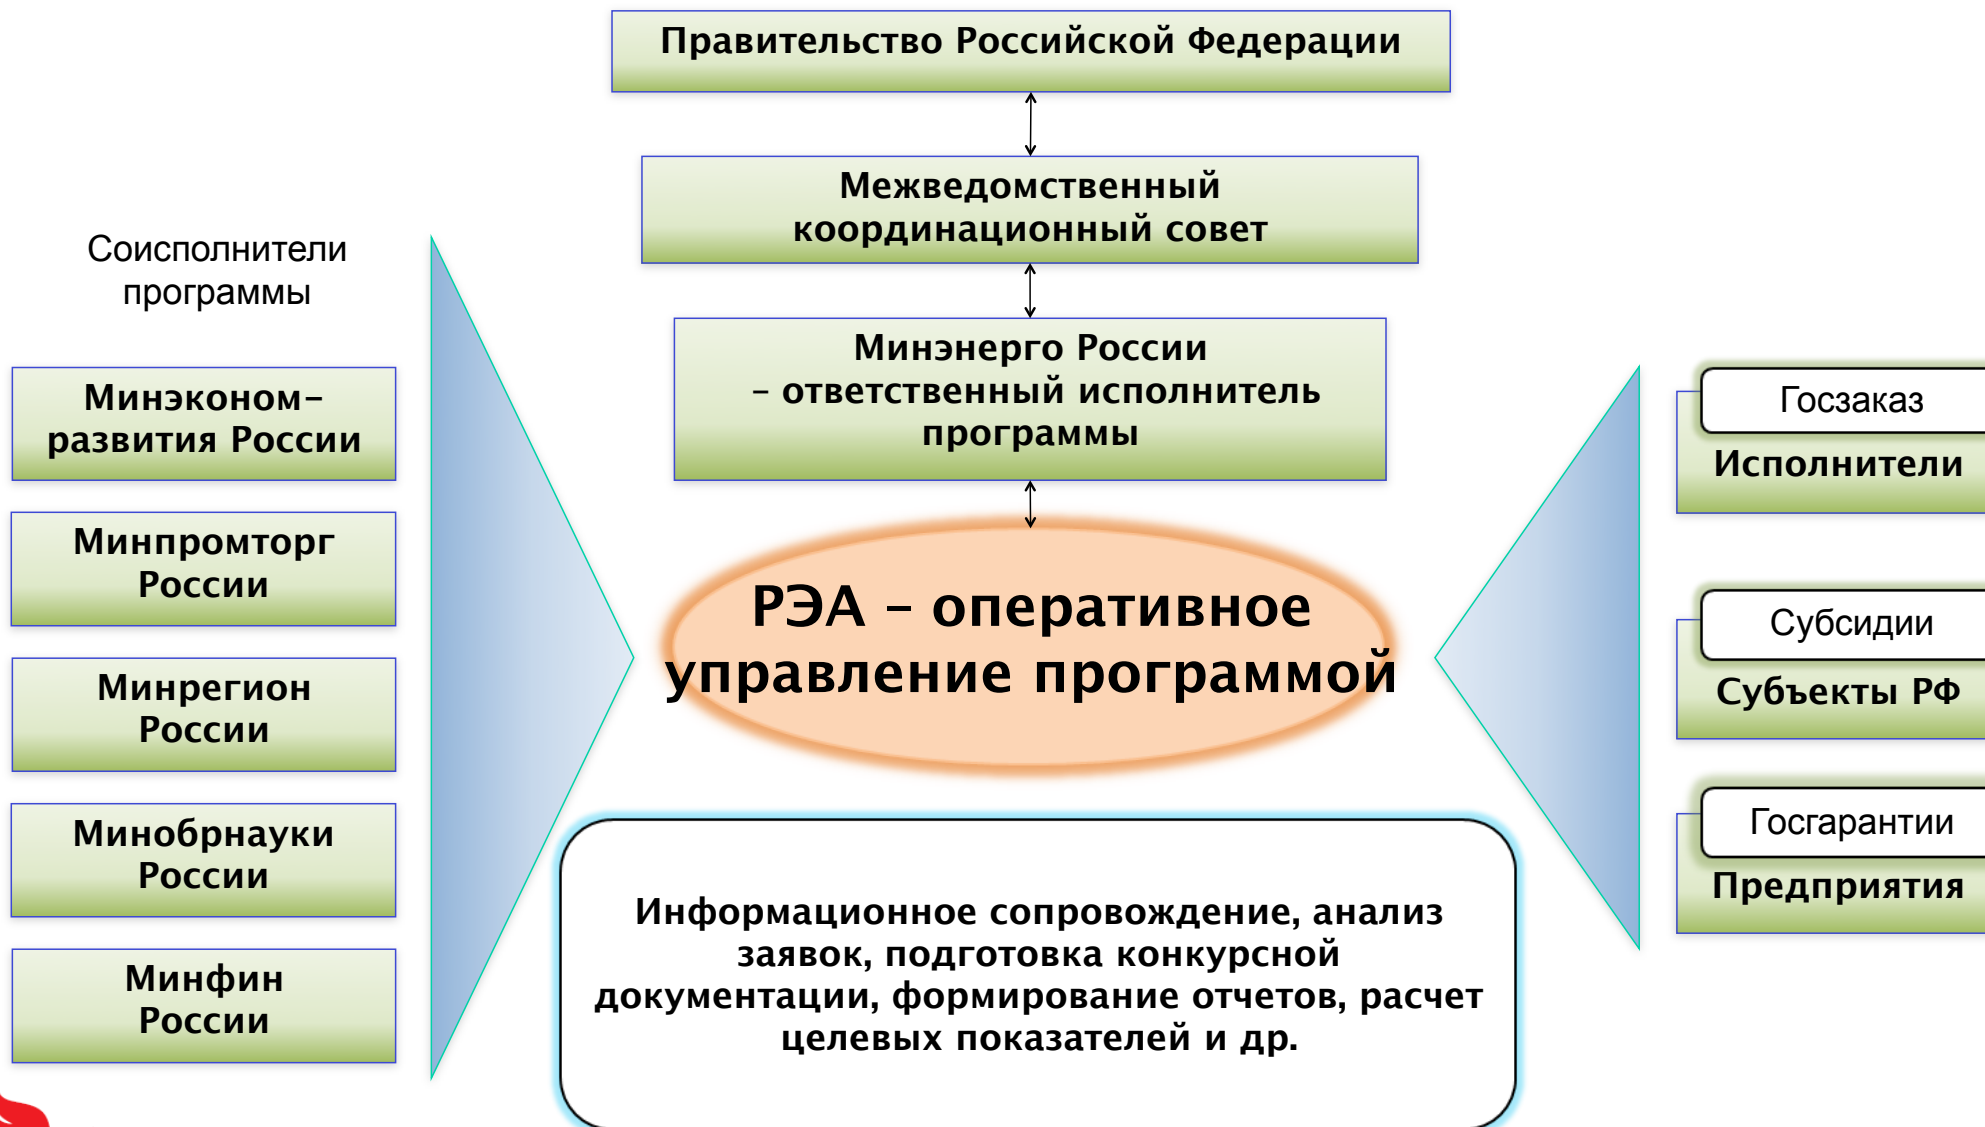 Правительство Российской Федерации
Межведомственный
координационный совет
Минэнерго России
– ответственный исполнитель
программы
РЭА – оперативное
управление программой
Информационное сопровождение, анализ
заявок, подготовка конкурсной
документации, формирование отчетов, расчет
целевых показателей и др.
Соисполнители
программы
Минэконом-
развития России
Минпромторг
России
Минрегион
России
Минобрнауки
России
Минфин
России
Госзаказ
Исполнители
Субсидии
Субъекты РФ
Госгарантии
Предприятия